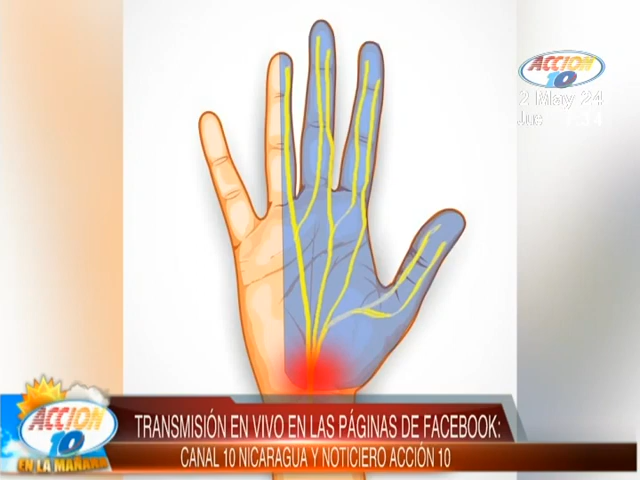 ACCION
10
2 May 24
Jue
TRANSMISIÓN EN VIVO EN LAS PÁGINAS DE FACEBOOK:
CANAL 10 NICARAGUA Y NOTICIERO ACCIÓN 10
ACCION
10
EN LA MAÑANA